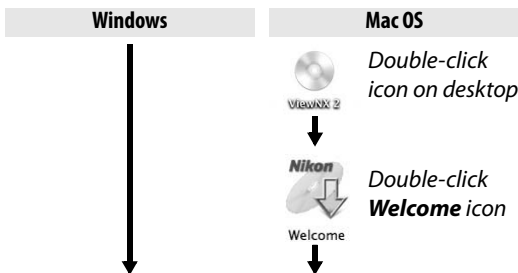 Windows
Mac OS
Double-click
icon on desktop
ViewNX 2
Nikon
Double-click
Welcome icon
Welcome